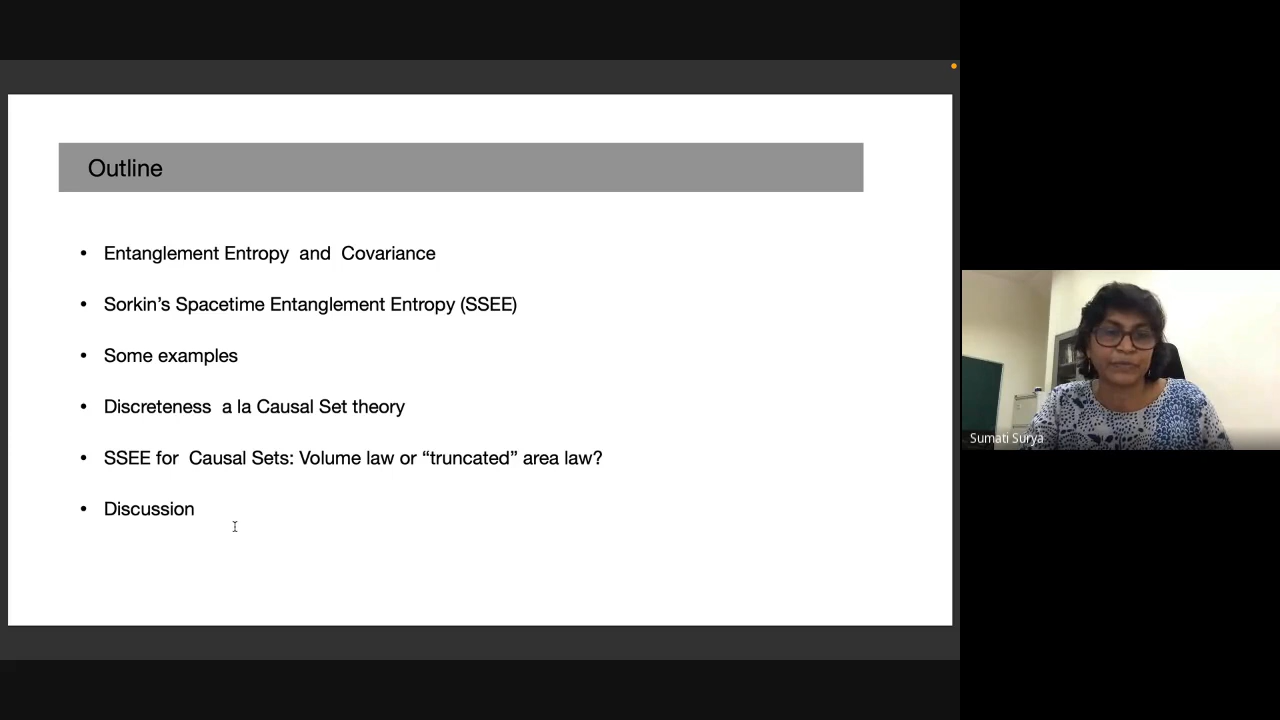 Outline
• Entanglement Entropy and Covariance
• Sorkin’s Spacetime Entanglement Entropy (SSEE)
• Some examples
• Discreteness a la Causal Set theory
• SSEE for Causal Sets: Volume law or “truncated” area law?
• Discussion
Sumati Surya